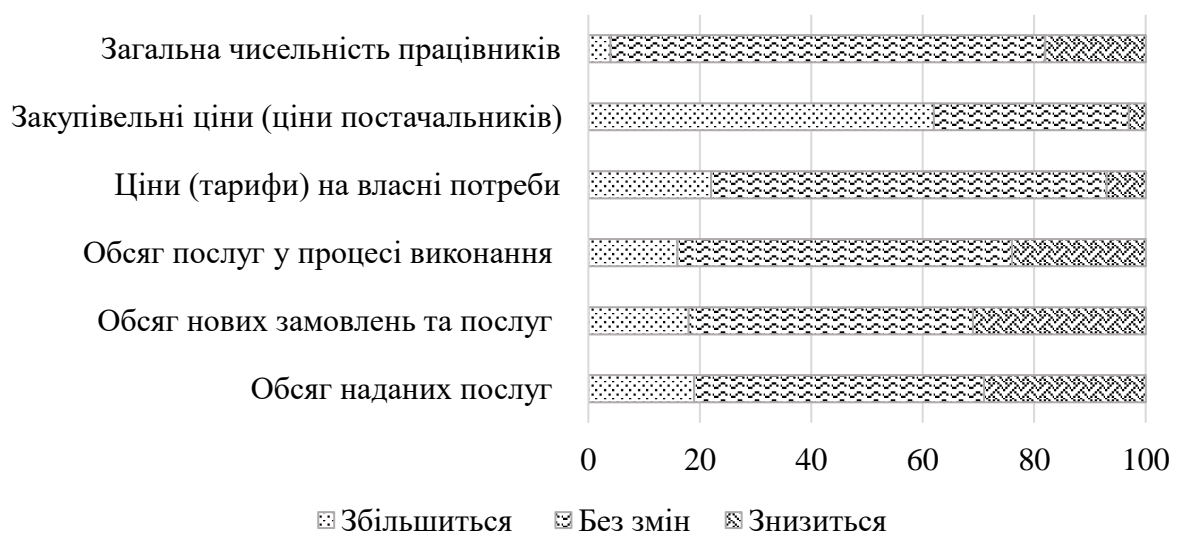 Загальна чисельність працівників
Закупівельні ціни (ціни постачальників)
Ціни (тарифи) на власні потреби
Обсяг послуг у процесі виконання
Обсяг нових замовлень та послуг
Обсяг наданих послуг
0 20 40 60 80 100
Збільшиться Без змін Знизиться